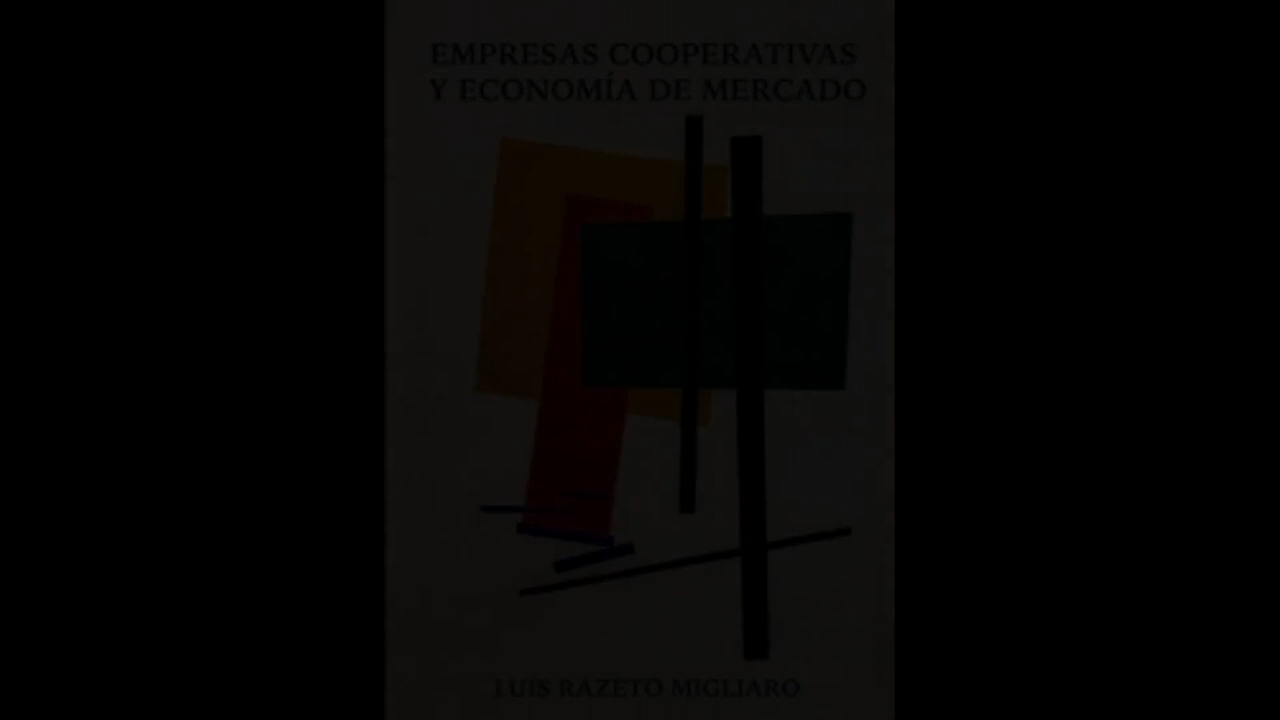 EMPRESAS COOPERATIVAS
Y ECONOMÍA DE MERCADO
LUIS RAZETO MIGLIARO